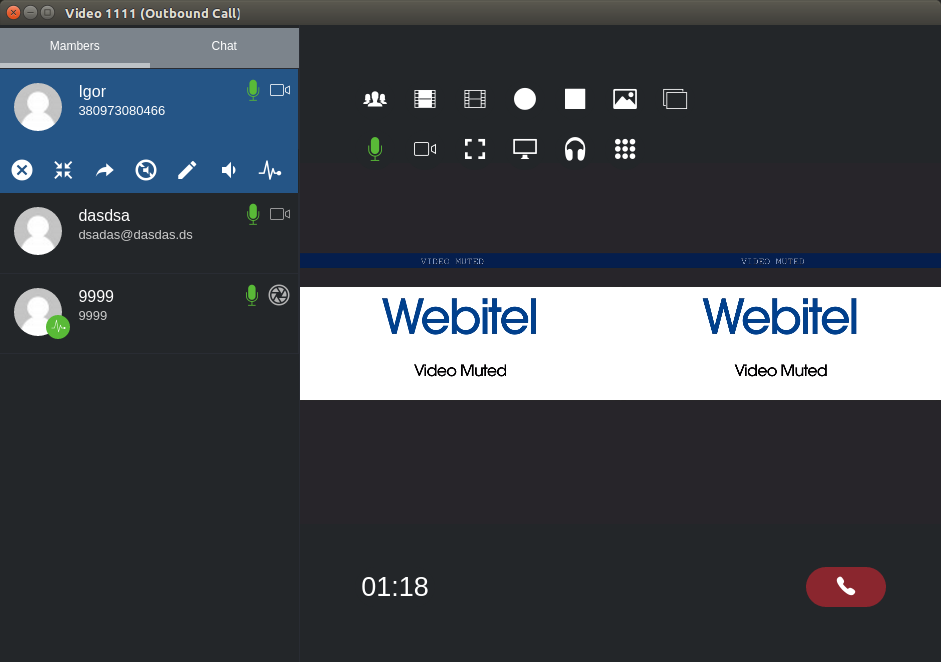 Video 1111 (Outbound Call)
Mambers
Chat
Igor
380973080466
dasdsa
dsadas@dasdas.ds
9999
9999
VIDEO MUTED
VIDEO MUTED
Webitel
Webitel
Video Muted
Video Muted
01:18